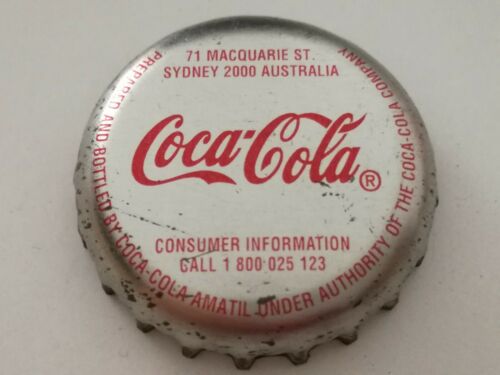 71 MACQUARIE ST.
SYDNEY 2000 AUSTRALIA
Coca-Cola®
CONSUMER INFORMATION
CALL 1 800 025 123
PREPARED AND BOTTLED BY COCA-COLA AMATIL UNDER AUTHORITY OF THE COCA-COLA COMPANY